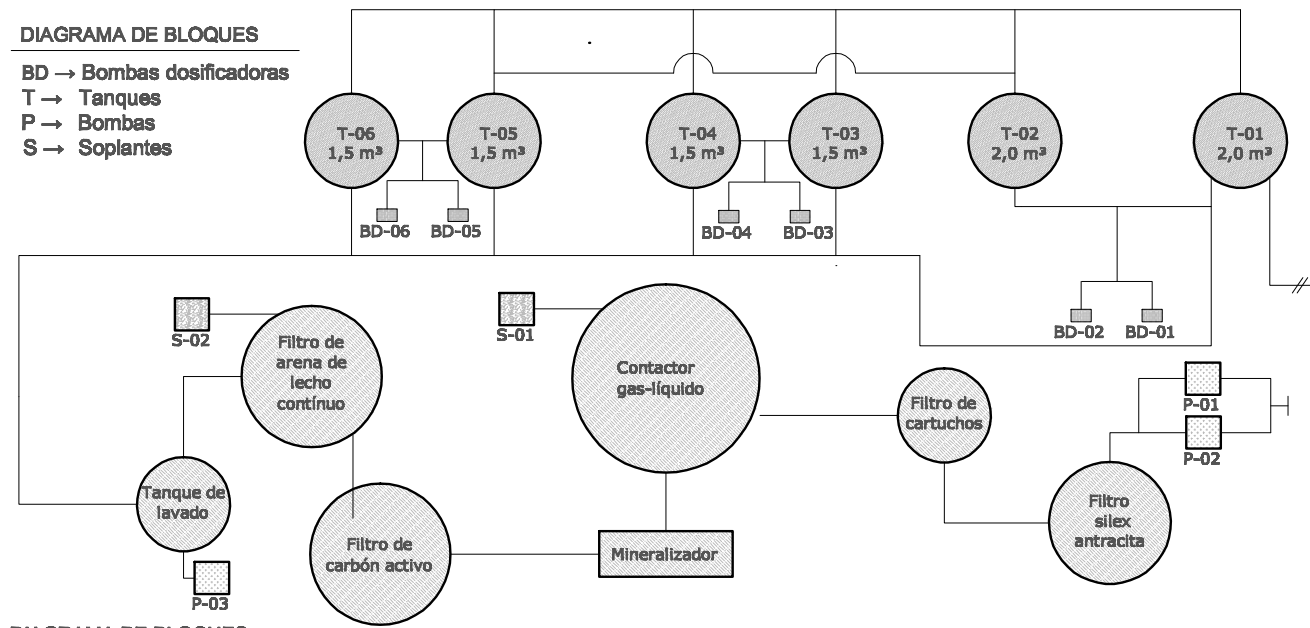 DIAGRAMA DE BLOQUES
BD → Bombas dosificadoras
T → Tanques
P → Bombas
S → Soplantes
T-06
1,5 m³
T-05
1,5 m³
T-04
1,5 m³
T-03
1,5 m³
T-02
2,0 m³
T-01
2,0 m³
BD-06
BD-05
BD-04
BD-03
BD-02
BD-01
S-02
S-01
Filtro de
arena de
lecho
contínuo
Contactor
gas-líquido
Filtro de
cartuchos
P-01
P-02
Tanque de
lavado
Filtro de
carbón activo
Mineralizador
Filtro
silex
antracita
P-03
DIAGRAMA DE BLOQUES